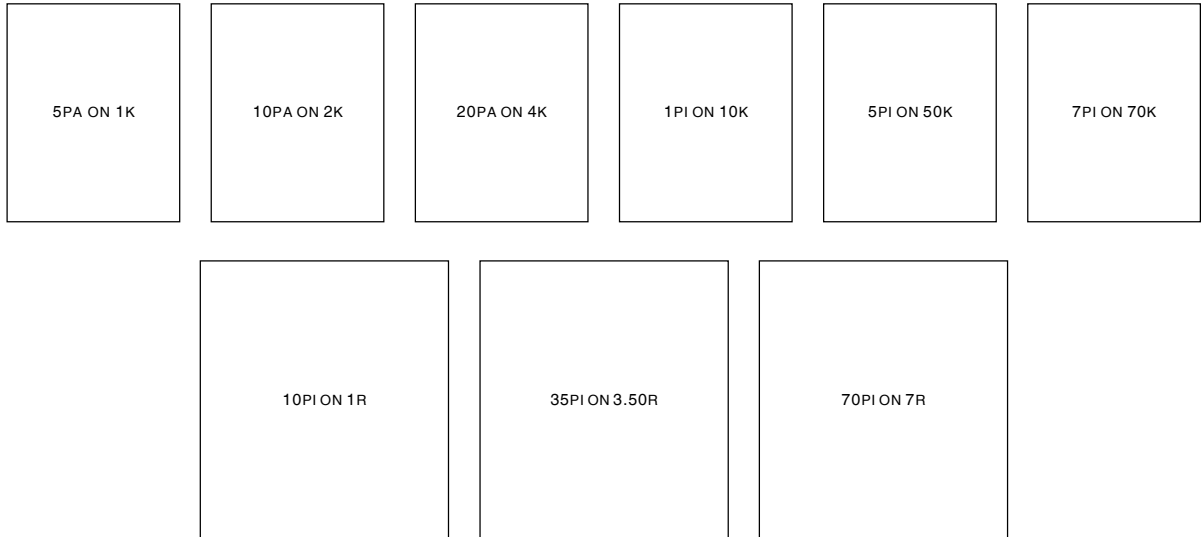 5PA ON 1K
10PA ON 2K
20PA ON 4K
1PI ON 10K
5PI ON 50K
7PI ON 70K
10PI ON 1R
35PI ON 3.50R
70PI ON 7R